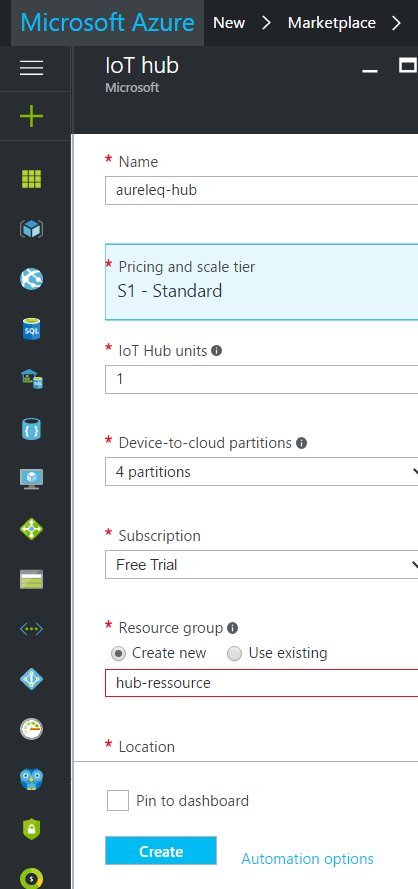 Microsoft Azure New > Marketplace >
IoT hub
Microsoft
* Name
aureleq-hub
* Pricing and scale tier
S1 - Standard
* IoT Hub units
1
* Device-to-cloud partitions
4 partitions
* Subscription
Free Trial
* Resource group
Create new Use existing
hub-ressource
* Location
Pin to dashboard
Create Automation options
SQL